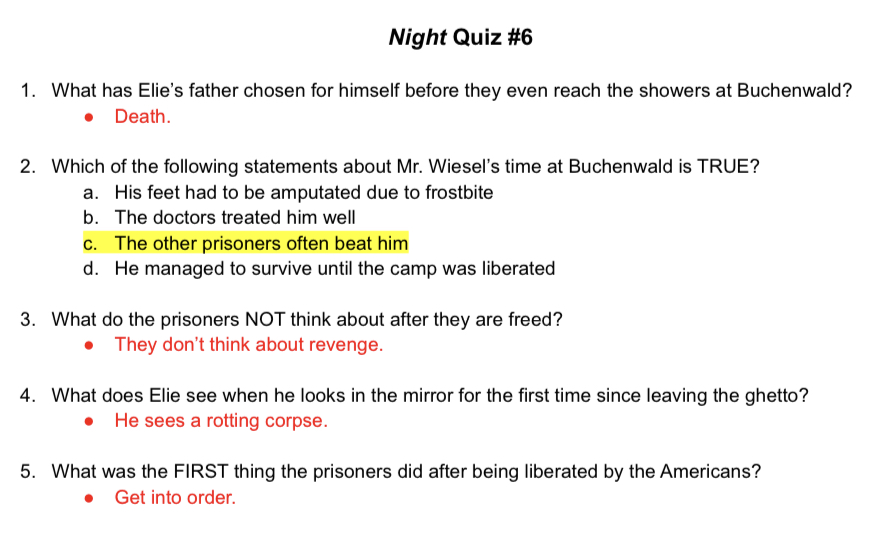 Night Quiz #6
1. What has Elie’s father chosen for himself before they even reach the showers at Buchenwald?
● Death.
2. Which of the following statements about Mr. Wiesel’s time at Buchenwald is TRUE?
a. His feet had to be amputated due to frostbite
b. The doctors treated him well
c. The other prisoners often beat him
d. He managed to survive until the camp was liberated
3. What do the prisoners NOT think about after they are freed?
● They don’t think about revenge.
4. What does Elie see when he looks in the mirror for the first time since leaving the ghetto?
● He sees a rotting corpse.
5. What was the FIRST thing the prisoners did after being liberated by the Americans?
● Get into order.